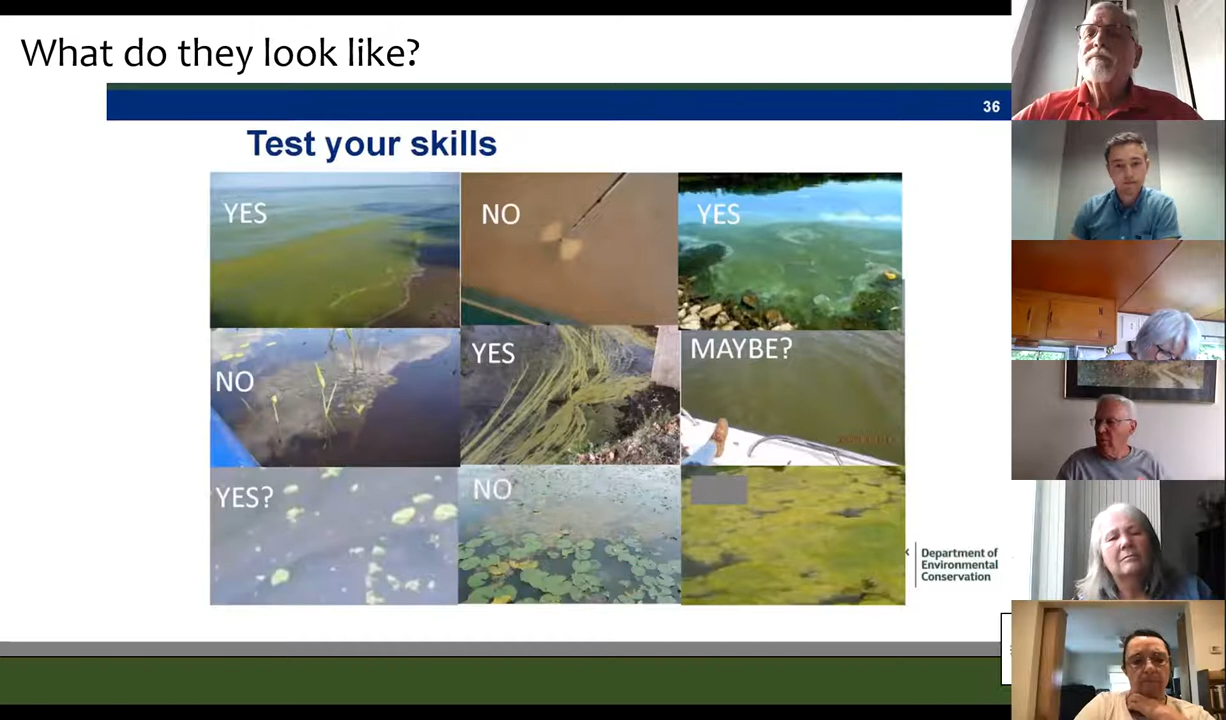 What do they look like?
36
Test your skills
YES
NO
YES
NO
YES
MAYBE?
YES?
NO
Department of
Environmental
Conservation